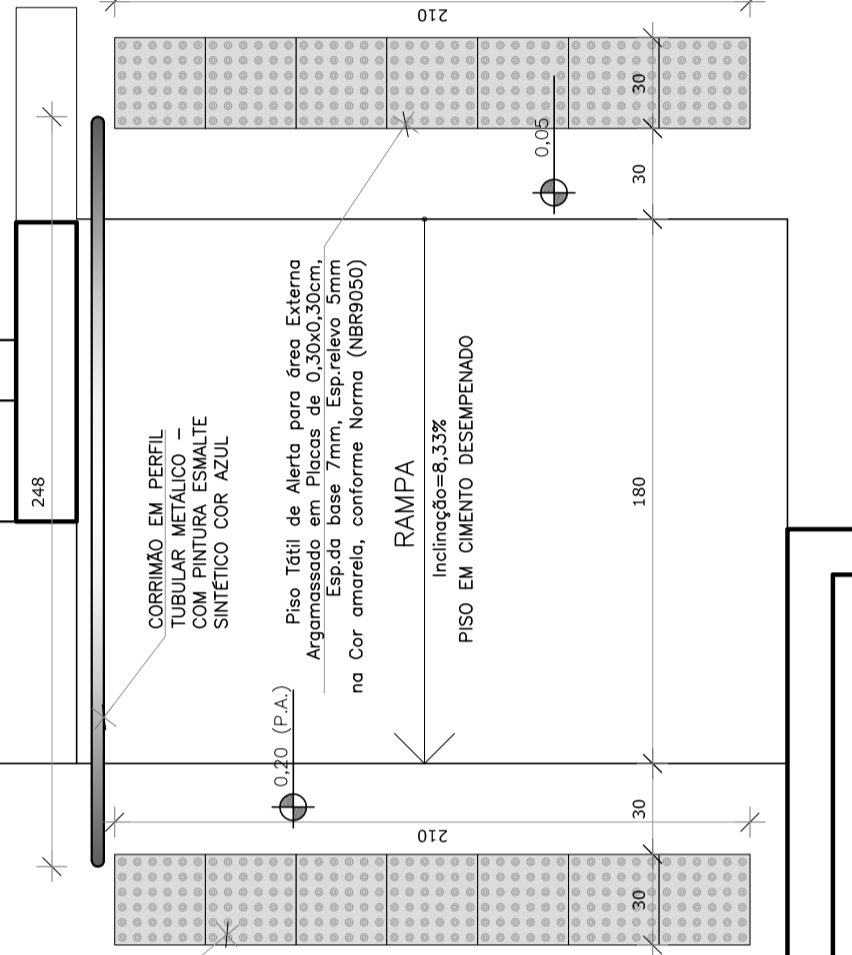 210
30
30
0,05
248
CORRIMÃO EM PERFIL
TUBULAR METÁLICO –
COM PINTURA ESMALTE
SINTÉTICO COR AZUL
Piso Tátil de Alerta para área Externa
Argamassado em Placas de 0,30x0,30cm,
Esp.da base 7mm, Esp.relevo 5mm
na Cor amarela, conforme Norma (NBR9050)
RAMPA
Inclinação=8,33%
PISO EM CIMENTO DESEMPENADO
180
0,20 (P.A.)
30
210
30